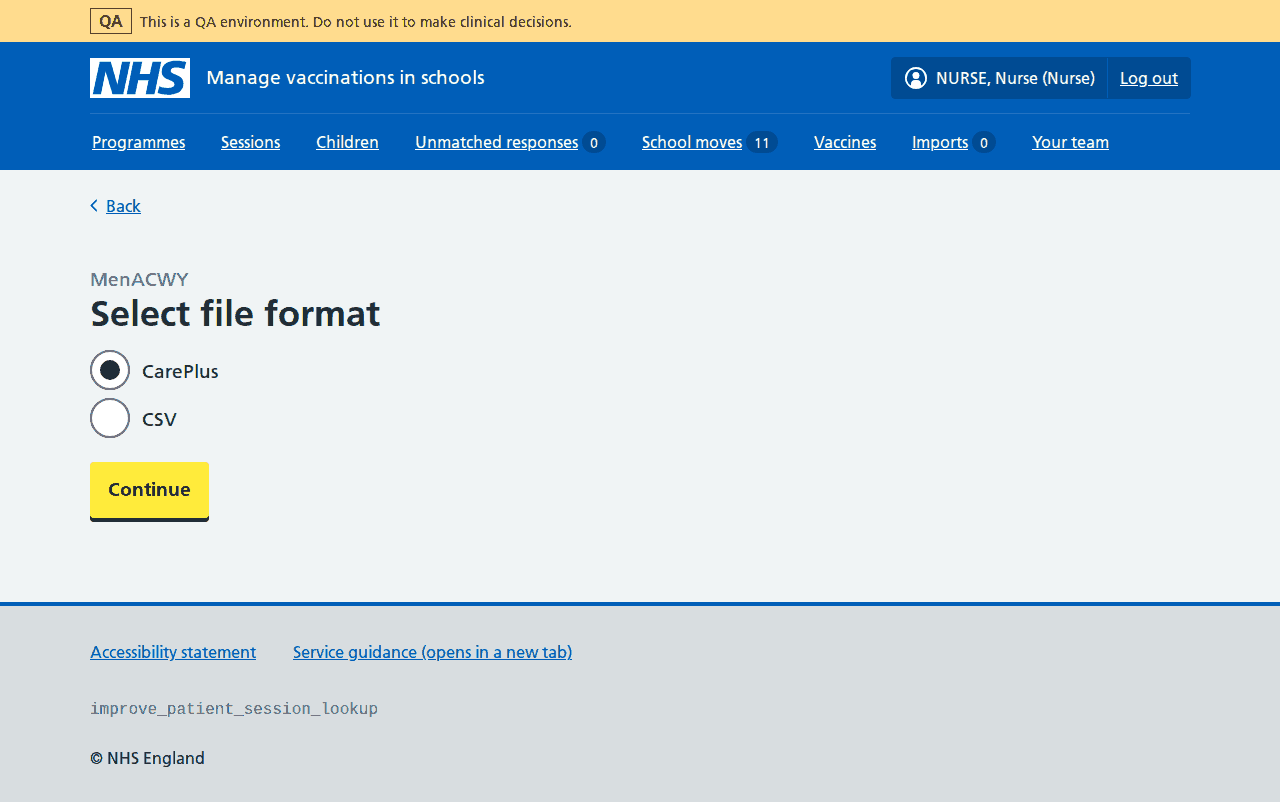 QA This is a QA environment. Do not use it to make clinical decisions.
NHS Manage vaccinations in schools NURSE, Nurse (Nurse) Log out
Programmes Sessions Children Unmatched responses 0 School moves 11 Vaccines Imports 0 Your team
Back
MenACWY
Select file format
CarePlus
CSV
Continue
Accessibility statement Service guidance (opens in a new tab)
improve_patient_session_lookup
© NHS England